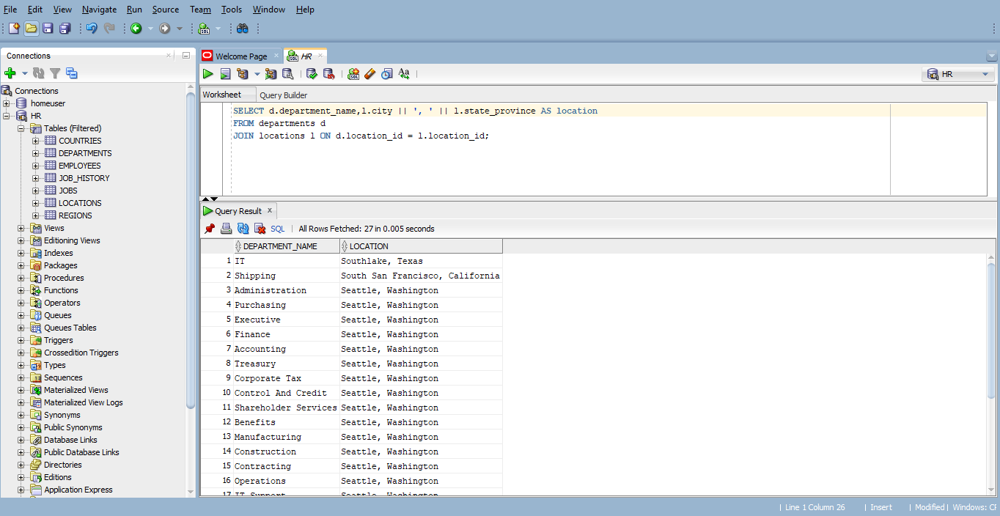 File Edit View Navigate Run Source Team Tools Window Help
Connections
Welcome Page
HR
HR
Connections
homeuser
HR
Tables (Filtered)
COUNTRIES
DEPARTMENTS
EMPLOYEES
JOB_HISTORY
JOBS
LOCATIONS
REGIONS
Views
Editioning Views
Indexes
Packages
Procedures
Functions
Operators
Queues
Queues Tables
Triggers
Crossedition Triggers
Types
Sequences
Materialized Views
Materialized View Logs
Synonyms
Public Synonyms
Database Links
Public Database Links
Directories
Editions
Application Express
Worksheet Query Builder
SELECT d.department_name,l.city || ', ' || l.state_province AS location
FROM departments d
JOIN locations l ON d.location_id = l.location_id;
Query Result
SQL | All Rows Fetched: 27 in 0.005 seconds
DEPARTMENT_NAME LOCATION
1 IT Southlake, Texas
2 Shipping South San Francisco, California
3 Administration Seattle, Washington
4 Purchasing Seattle, Washington
5 Executive Seattle, Washington
6 Finance Seattle, Washington
7 Accounting Seattle, Washington
8 Treasury Seattle, Washington
9 Corporate Tax Seattle, Washington
10 Control And Credit Seattle, Washington
11 Shareholder Services Seattle, Washington
12 Benefits Seattle, Washington
13 Manufacturing Seattle, Washington
14 Construction Seattle, Washington
15 Contracting Seattle, Washington
16 Operations Seattle, Washington
17 IT Support Seattle, Washington
| Line 1 Column 26 | Insert | Modified | Windows: CF